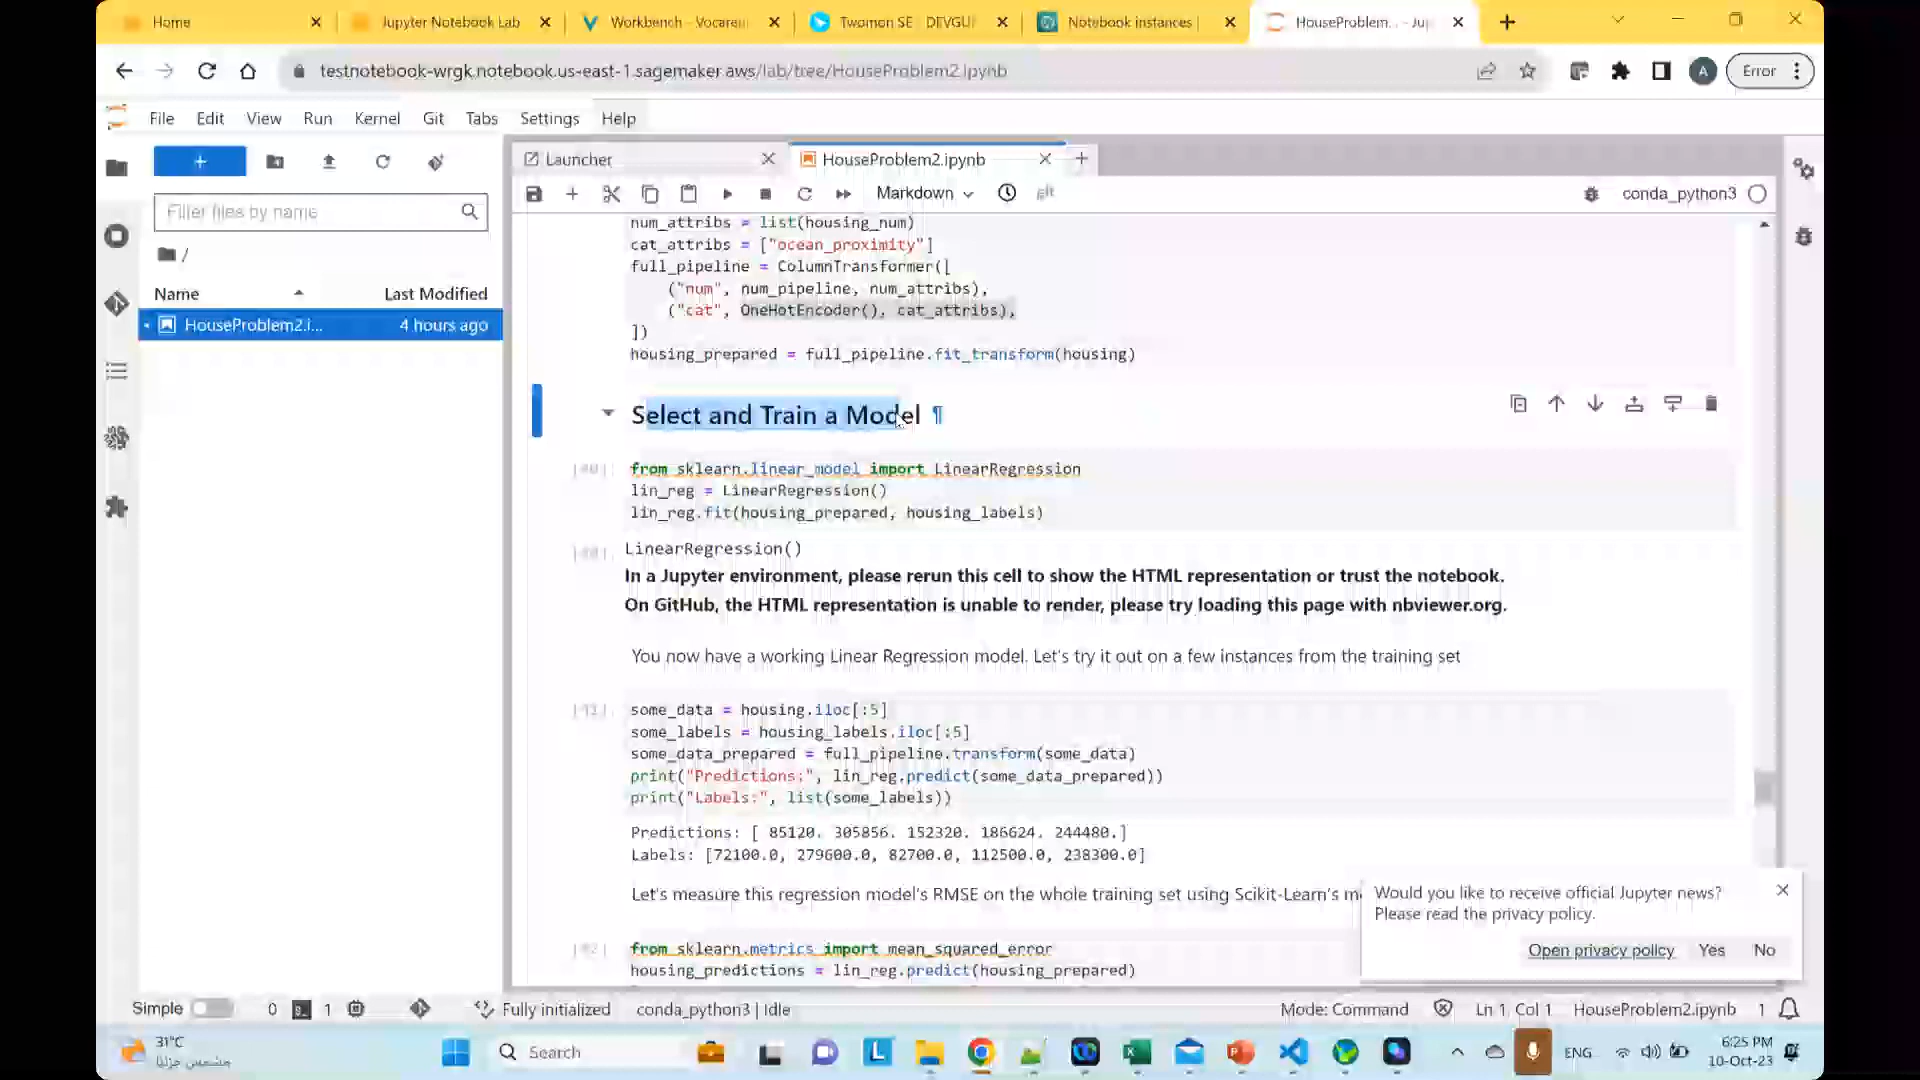 Home
Jupyter Notebook Lab
Workbench - Vocareu
Twomon SE - DEVGUI
Notebook instances |
HouseProblem... - Jup
testnotebook-wrgk.notebook.us-east-1.sagemaker.aws/lab/tree/HouseProblem2.ipynb
A
Error
File Edit View Run Kernel Git Tabs Settings Help
Launcher
HouseProblem2.ipynb
Filter files by name
Markdown
git
conda_python3
/
Name
Last Modified
HouseProblem2.i...
4 hours ago
num_attribs = list(housing_num)
cat_attribs = ["ocean_proximity"]
full_pipeline = ColumnTransformer([
("num", num_pipeline, num_attribs),
("cat", OneHotEncoder(), cat_attribs),
])
housing_prepared = full_pipeline.fit_transform(housing)
Select and Train a Model ¶
from sklearn.linear_model import LinearRegression
lin_reg = LinearRegression()
lin_reg.fit(housing_prepared, housing_labels)
LinearRegression()
In a Jupyter environment, please rerun this cell to show the HTML representation or trust the notebook.
On GitHub, the HTML representation is unable to render, please try loading this page with nbviewer.org.
You now have a working Linear Regression model. Let's try it out on a few instances from the training set
some_data = housing.iloc[:5]
some_labels = housing_labels.iloc[:5]
some_data_prepared = full_pipeline.transform(some_data)
print("Predictions:", lin_reg.predict(some_data_prepared))
print("Labels:", list(some_labels))
Predictions: [ 85120. 305856. 152320. 186624. 244480.]
Labels: [72100.0, 279600.0, 82700.0, 112500.0, 238300.0]
Let's measure this regression model's RMSE on the whole training set using Scikit-Learn's m
from sklearn.metrics import mean_squared_error
housing_predictions = lin_reg.predict(housing_prepared)
Would you like to receive official Jupyter news?
Please read the privacy policy.
Open privacy policy
Yes
No
Simple
0
1
Fully initialized
conda_python3 | Idle
Mode: Command
Ln 1, Col 1
HouseProblem2.ipynb
1
31°C
مشمس جزئيًا
Search
ENG
6:25 PM
10-Oct-23